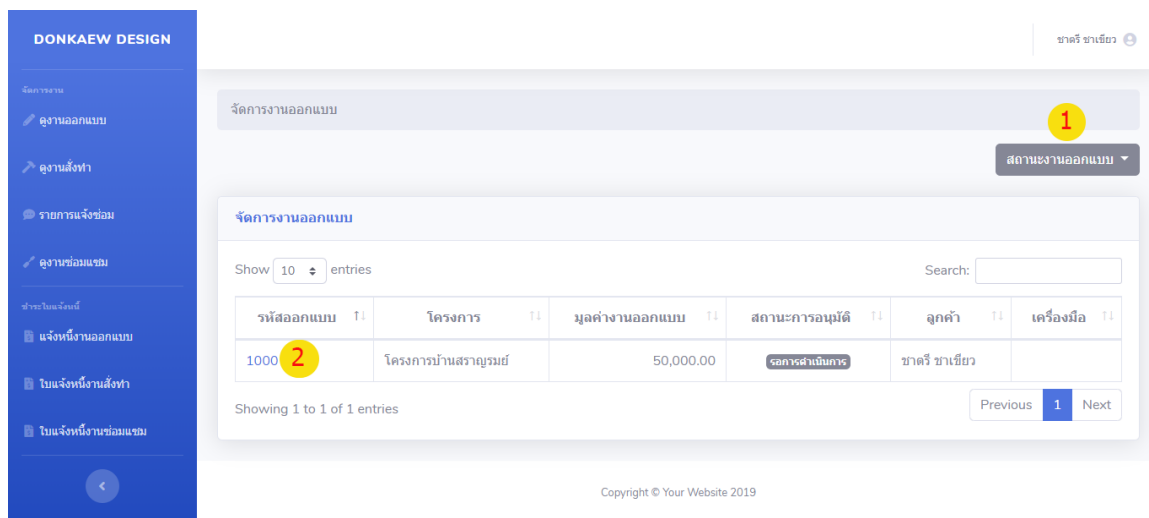 DONKAEW DESIGN
ชาตรี ชาเขียว
จัดการงาน
ดูงานออกแบบ
ดูงานสั่งทำ
รายการแจ้งซ่อม
ดูงานซ่อมแซม
ชำระใบแจ้งหนี้
แจ้งหนี้งานออกแบบ
ใบแจ้งหนี้งานสั่งทำ
ใบแจ้งหนี้งานซ่อมแซม
จัดการงานออกแบบ
1
สถานะงานออกแบบ
จัดการงานออกแบบ
Show 10 entries Search:
รหัสออกแบบ โครงการ มูลค่างานออกแบบ สถานะการอนุมัติ ลูกค้า เครื่องมือ
1000 2 โครงการบ้านสราญรมย์ 50,000.00 รอการดำเนินการ ชาตรี ชาเขียว
Showing 1 to 1 of 1 entries Previous 1 Next
Copyright © Your Website 2019